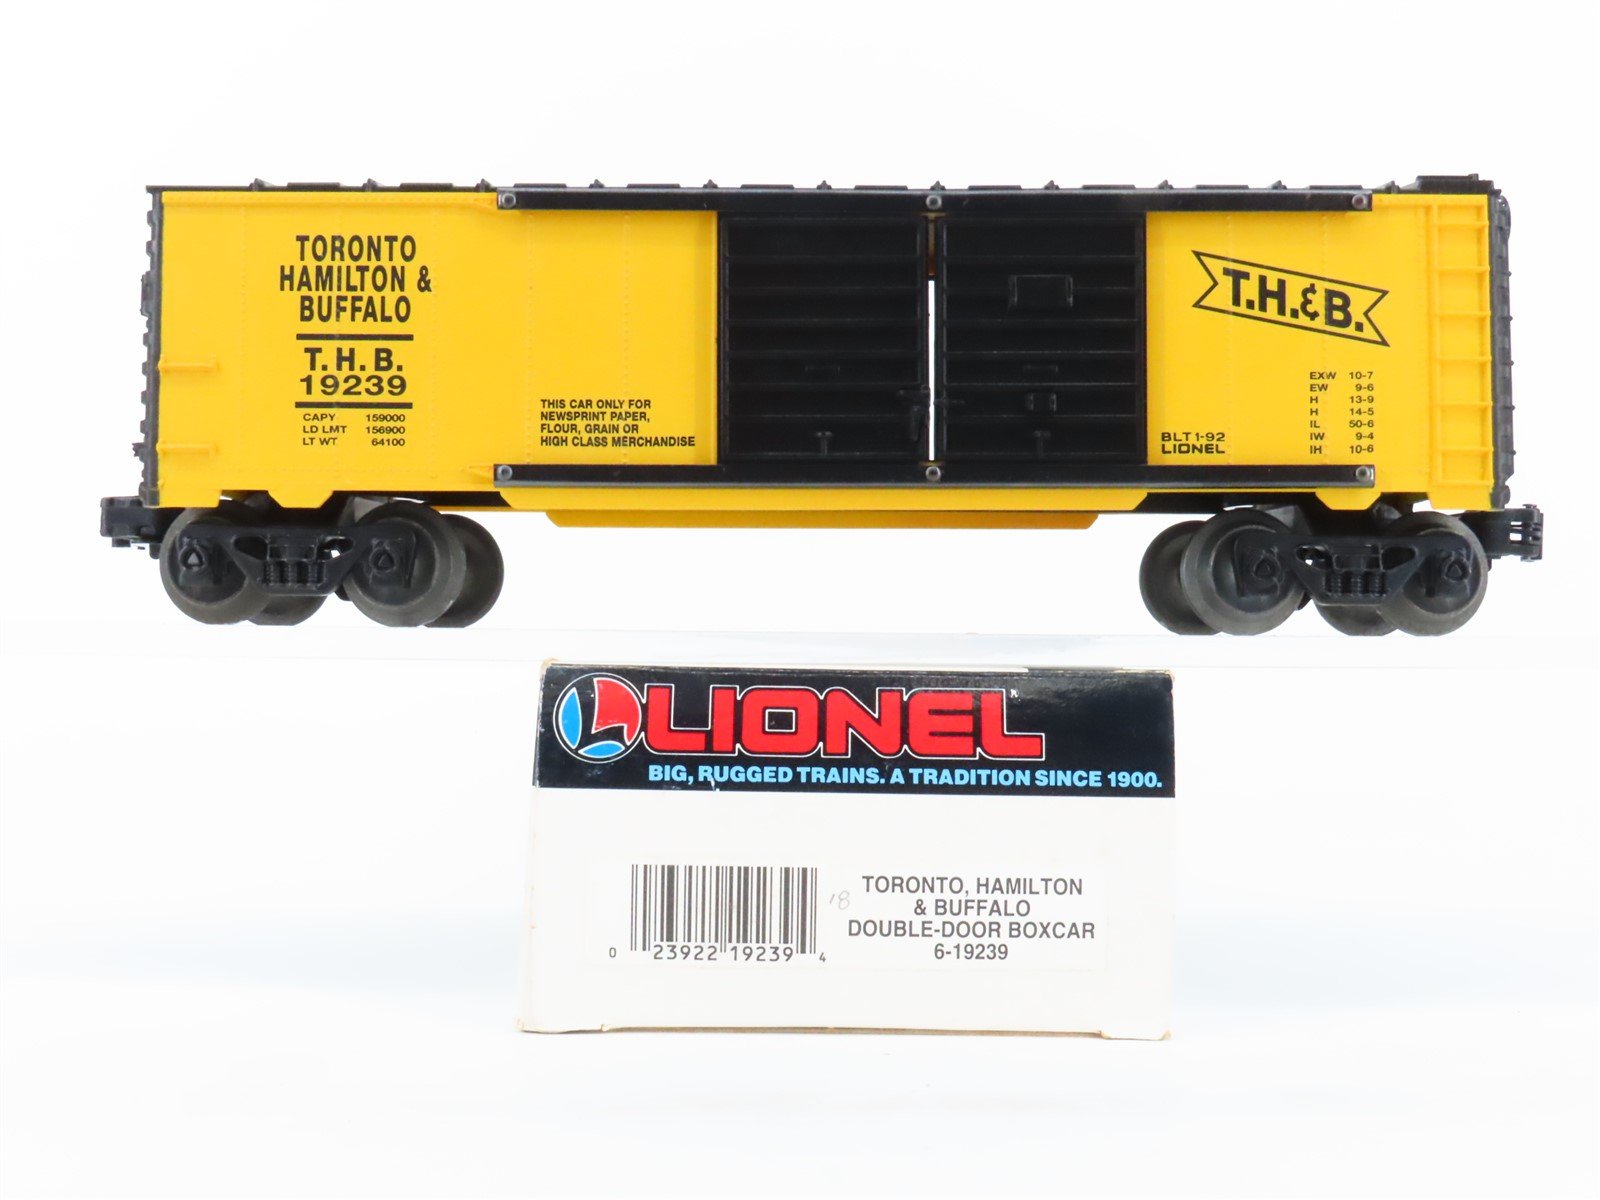 TORONTO
HAMILTON &
BUFFALO
T. H. B.
19239
CAPY 159000
LD LMT 156900
LT WT 64100
THIS CAR ONLY FOR
NEWSPRINT PAPER,
FLOUR, GRAIN OR
HIGH CLASS MERCHANDISE
T.H.&B.
EXW 10-7
EW 9-6
H 13-9
H 14-5
IL 50-6
IW 9-4
IH 10-6
BLT 1-92
LIONEL
L
LIONEL®
BIG, RUGGED TRAINS. A TRADITION SINCE 1900.
0 23922 19239 4
'8
TORONTO, HAMILTON
& BUFFALO
DOUBLE-DOOR BOXCAR
6-19239